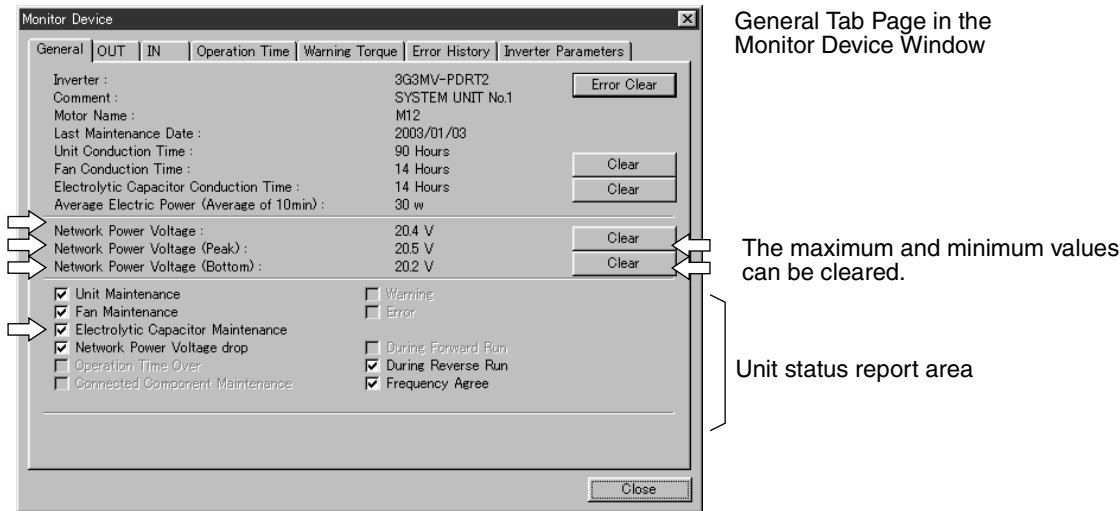 Monitor Device
General Tab Page in the
Monitor Device Window
General OUT IN Operation Time Warning Torque Error History Inverter Parameters
Inverter : 3G3MV-PDRT2 Error Clear
Comment : SYSTEM UNIT No.1
Motor Name : M12
Last Maintenance Date : 2003/01/03
Unit Conduction Time : 90 Hours
Fan Conduction Time : 14 Hours Clear
Electrolytic Capacitor Conduction Time : 14 Hours Clear
Average Electric Power (Average of 10min) : 30 w
Network Power Voltage : 20.4 V
Network Power Voltage (Peak) : 20.5 V Clear
Network Power Voltage (Bottom) : 20.2 V Clear
The maximum and minimum values
can be cleared.
Unit Maintenance Warning
Fan Maintenance Error
Electrolytic Capacitor Maintenance
Network Power Voltage drop During Forward Run
Operation Time Over During Reverse Run
Connected Component Maintenance Frequency Agree
Unit status report area
Close